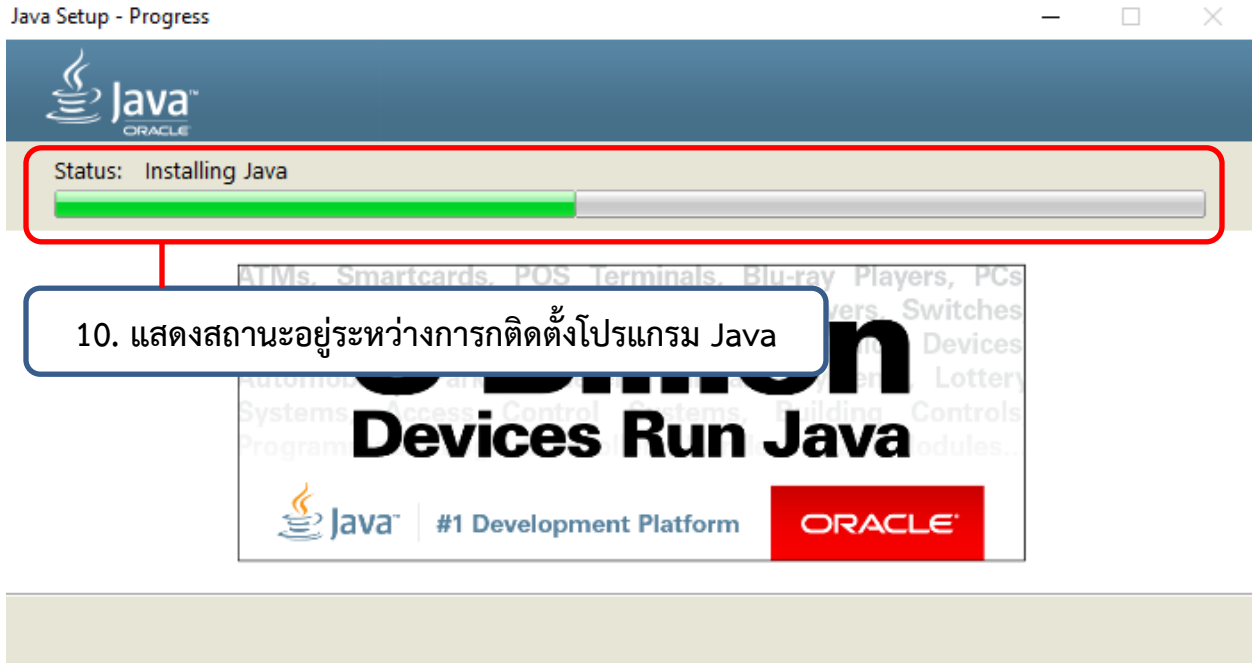 Java Setup - Progress
Java™
ORACLE
Status: Installing Java
ATMs, Smartcards, POS Terminals, Blu-ray Players, PCs
Switches
10. แสดงสถานะอยู่ระหว่างการกติดตั้งโปรแกรม Java
Devices
Lottery
Systems, Access Control Systems, Building Controls
Devices Run Java
Java™ #1 Development Platform ORACLE